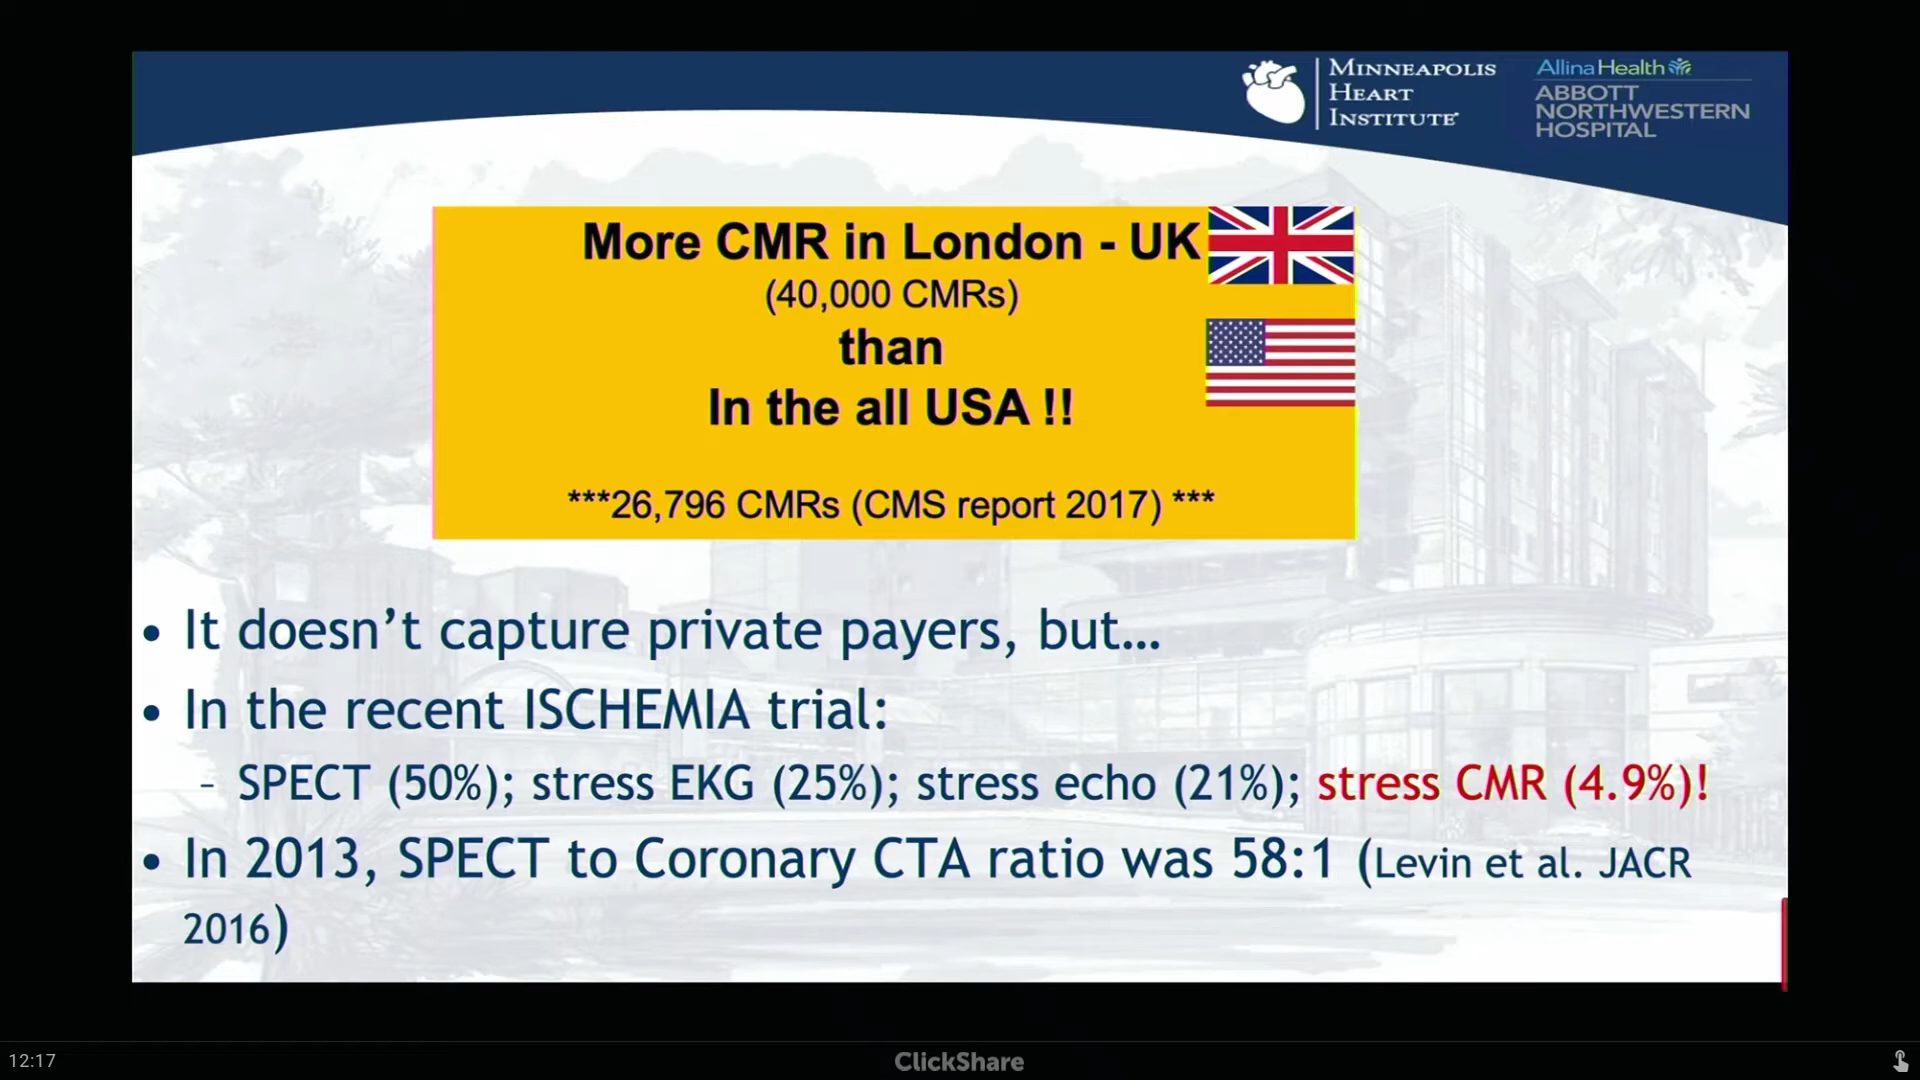 MINNEAPOLIS
HEART
INSTITUTE
Allina Health
ABBOTT
NORTHWESTERN
HOSPITAL
More CMR in London - UK
(40,000 CMRs)
than
In the all USA !!
***26,796 CMRs (CMS report 2017) ***
• It doesn’t capture private payers, but…
• In the recent ISCHEMIA trial:
– SPECT (50%); stress EKG (25%); stress echo (21%); stress CMR (4.9%)!
• In 2013, SPECT to Coronary CTA ratio was 58:1 (Levin et al. JACR
2016)
12:17
ClickShare